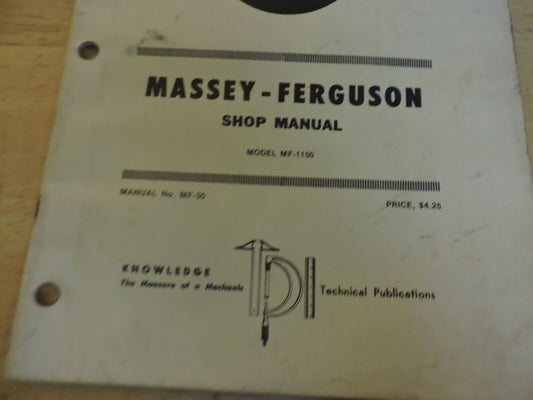 MASSEY-FERGUSON
SHOP MANUAL
MODEL MF-1150
MANUAL No. MF-30
PRICE, $4.25
KNOWLEDGE
The Measure of a Mechanic
TPI
Technical Publications